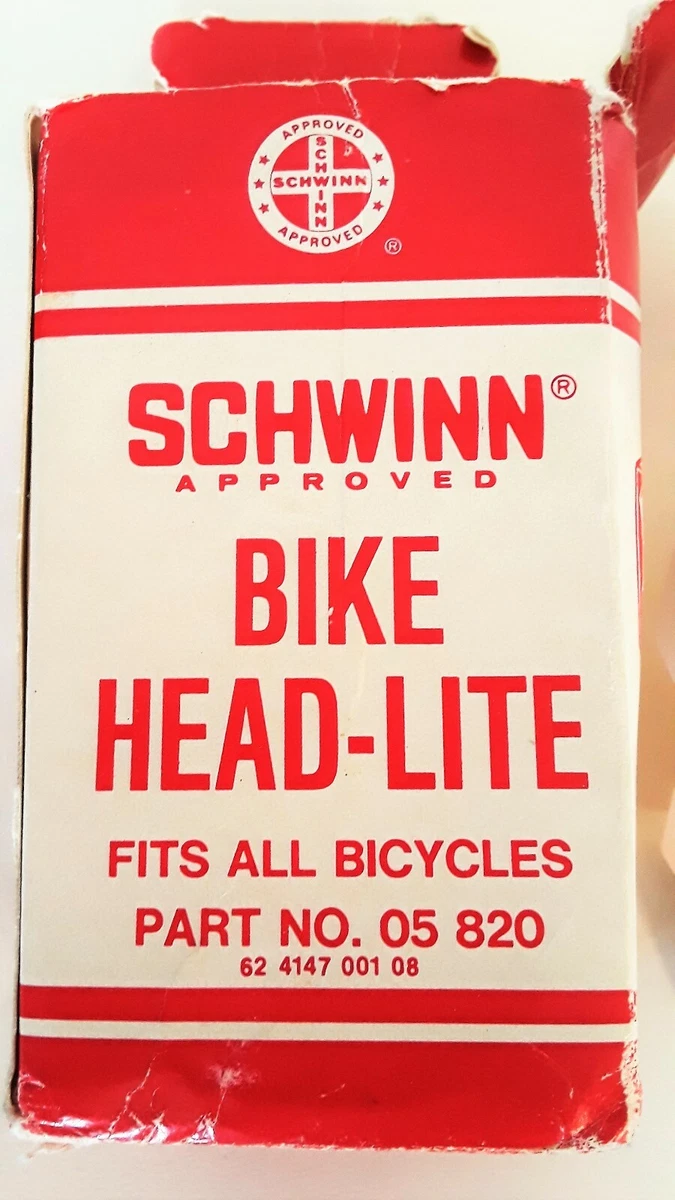 APPROVED
SCHWINN
SCHWINN
APPROVED
®
SCHWINN®
APPROVED
BIKE
HEAD-LITE
FITS ALL BICYCLES
PART NO. 05 820
62 4147 001 08